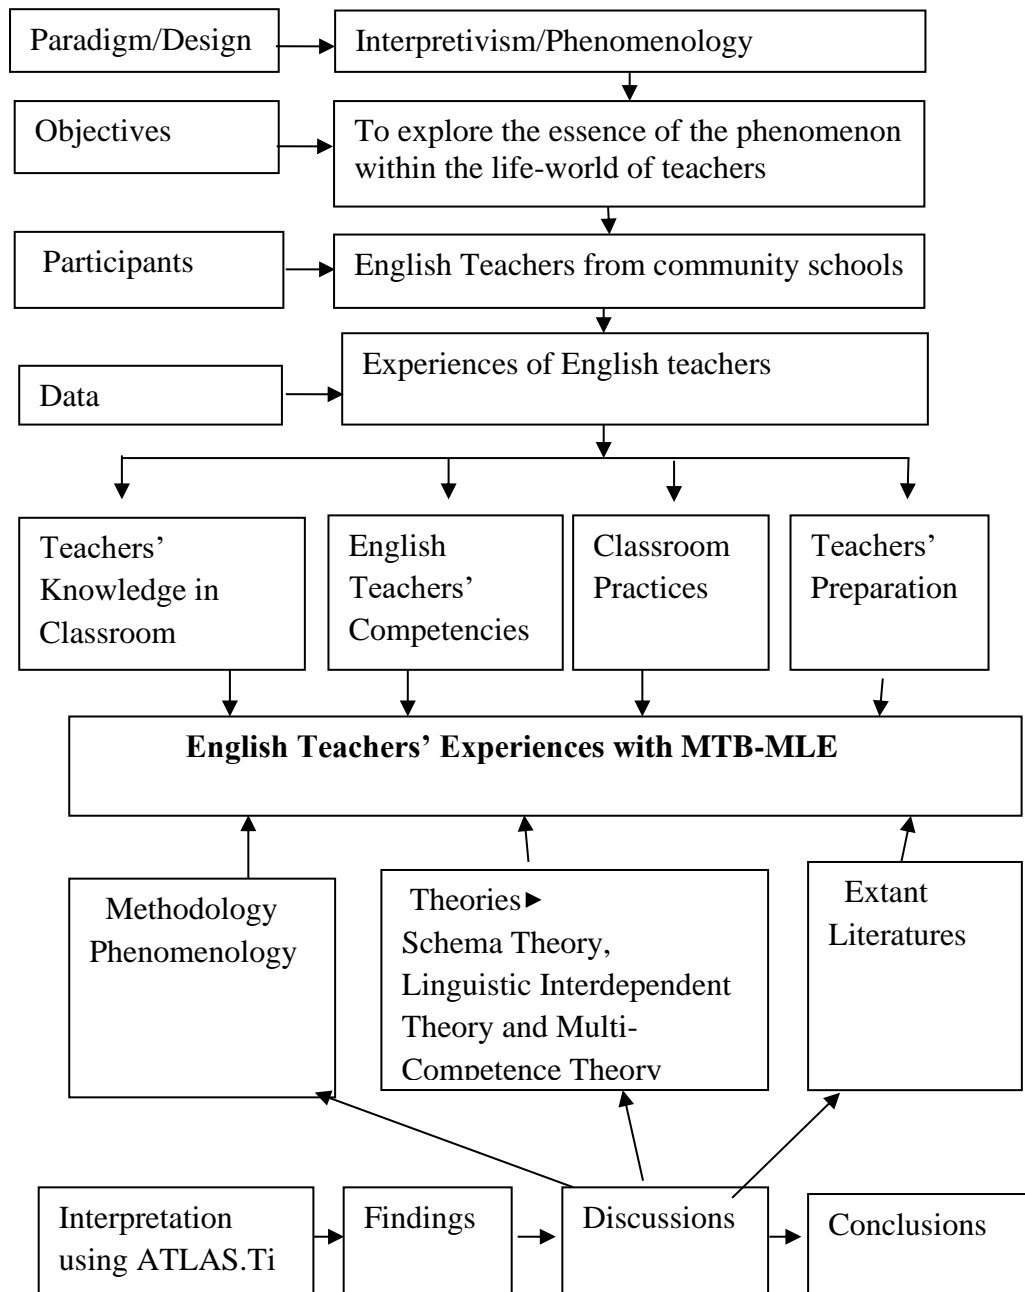 Paradigm/Design
Interpretivism/Phenomenology
Objectives
To explore the essence of the phenomenon
within the life-world of teachers
Participants
English Teachers from community schools
Data
Experiences of English teachers
Teachers’
Knowledge in
Classroom
English
Teachers’
Competencies
Classroom
Practices
Teachers’
Preparation
English Teachers’ Experiences with MTB-MLE
Methodology
Phenomenology
Theories
Schema Theory,
Linguistic Interdependent
Theory and Multi-
Competence Theory
Extant
Literatures
Interpretation
using ATLAS.Ti
Findings
Discussions
Conclusions